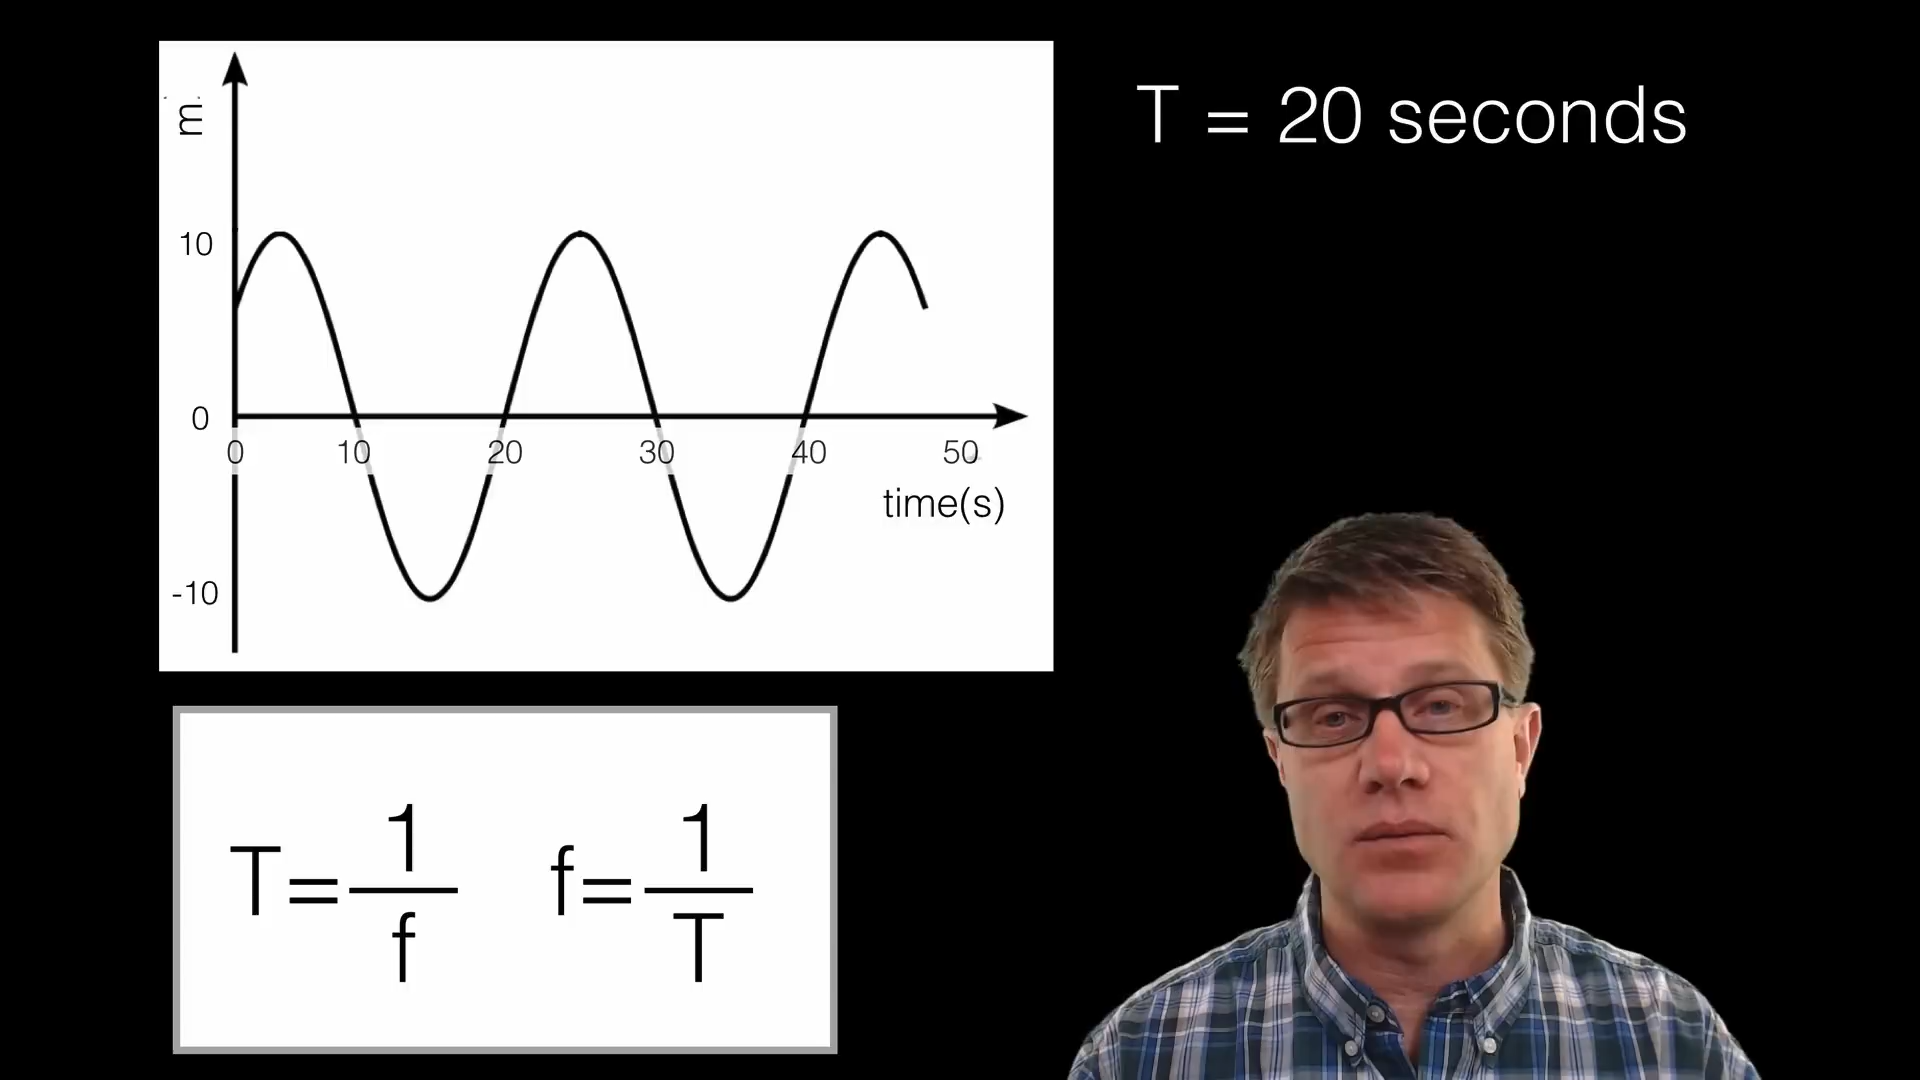 m
10
0
0 10 20 30 40 50
time(s)
-10
T = 20 seconds
T=1/f f=1/T